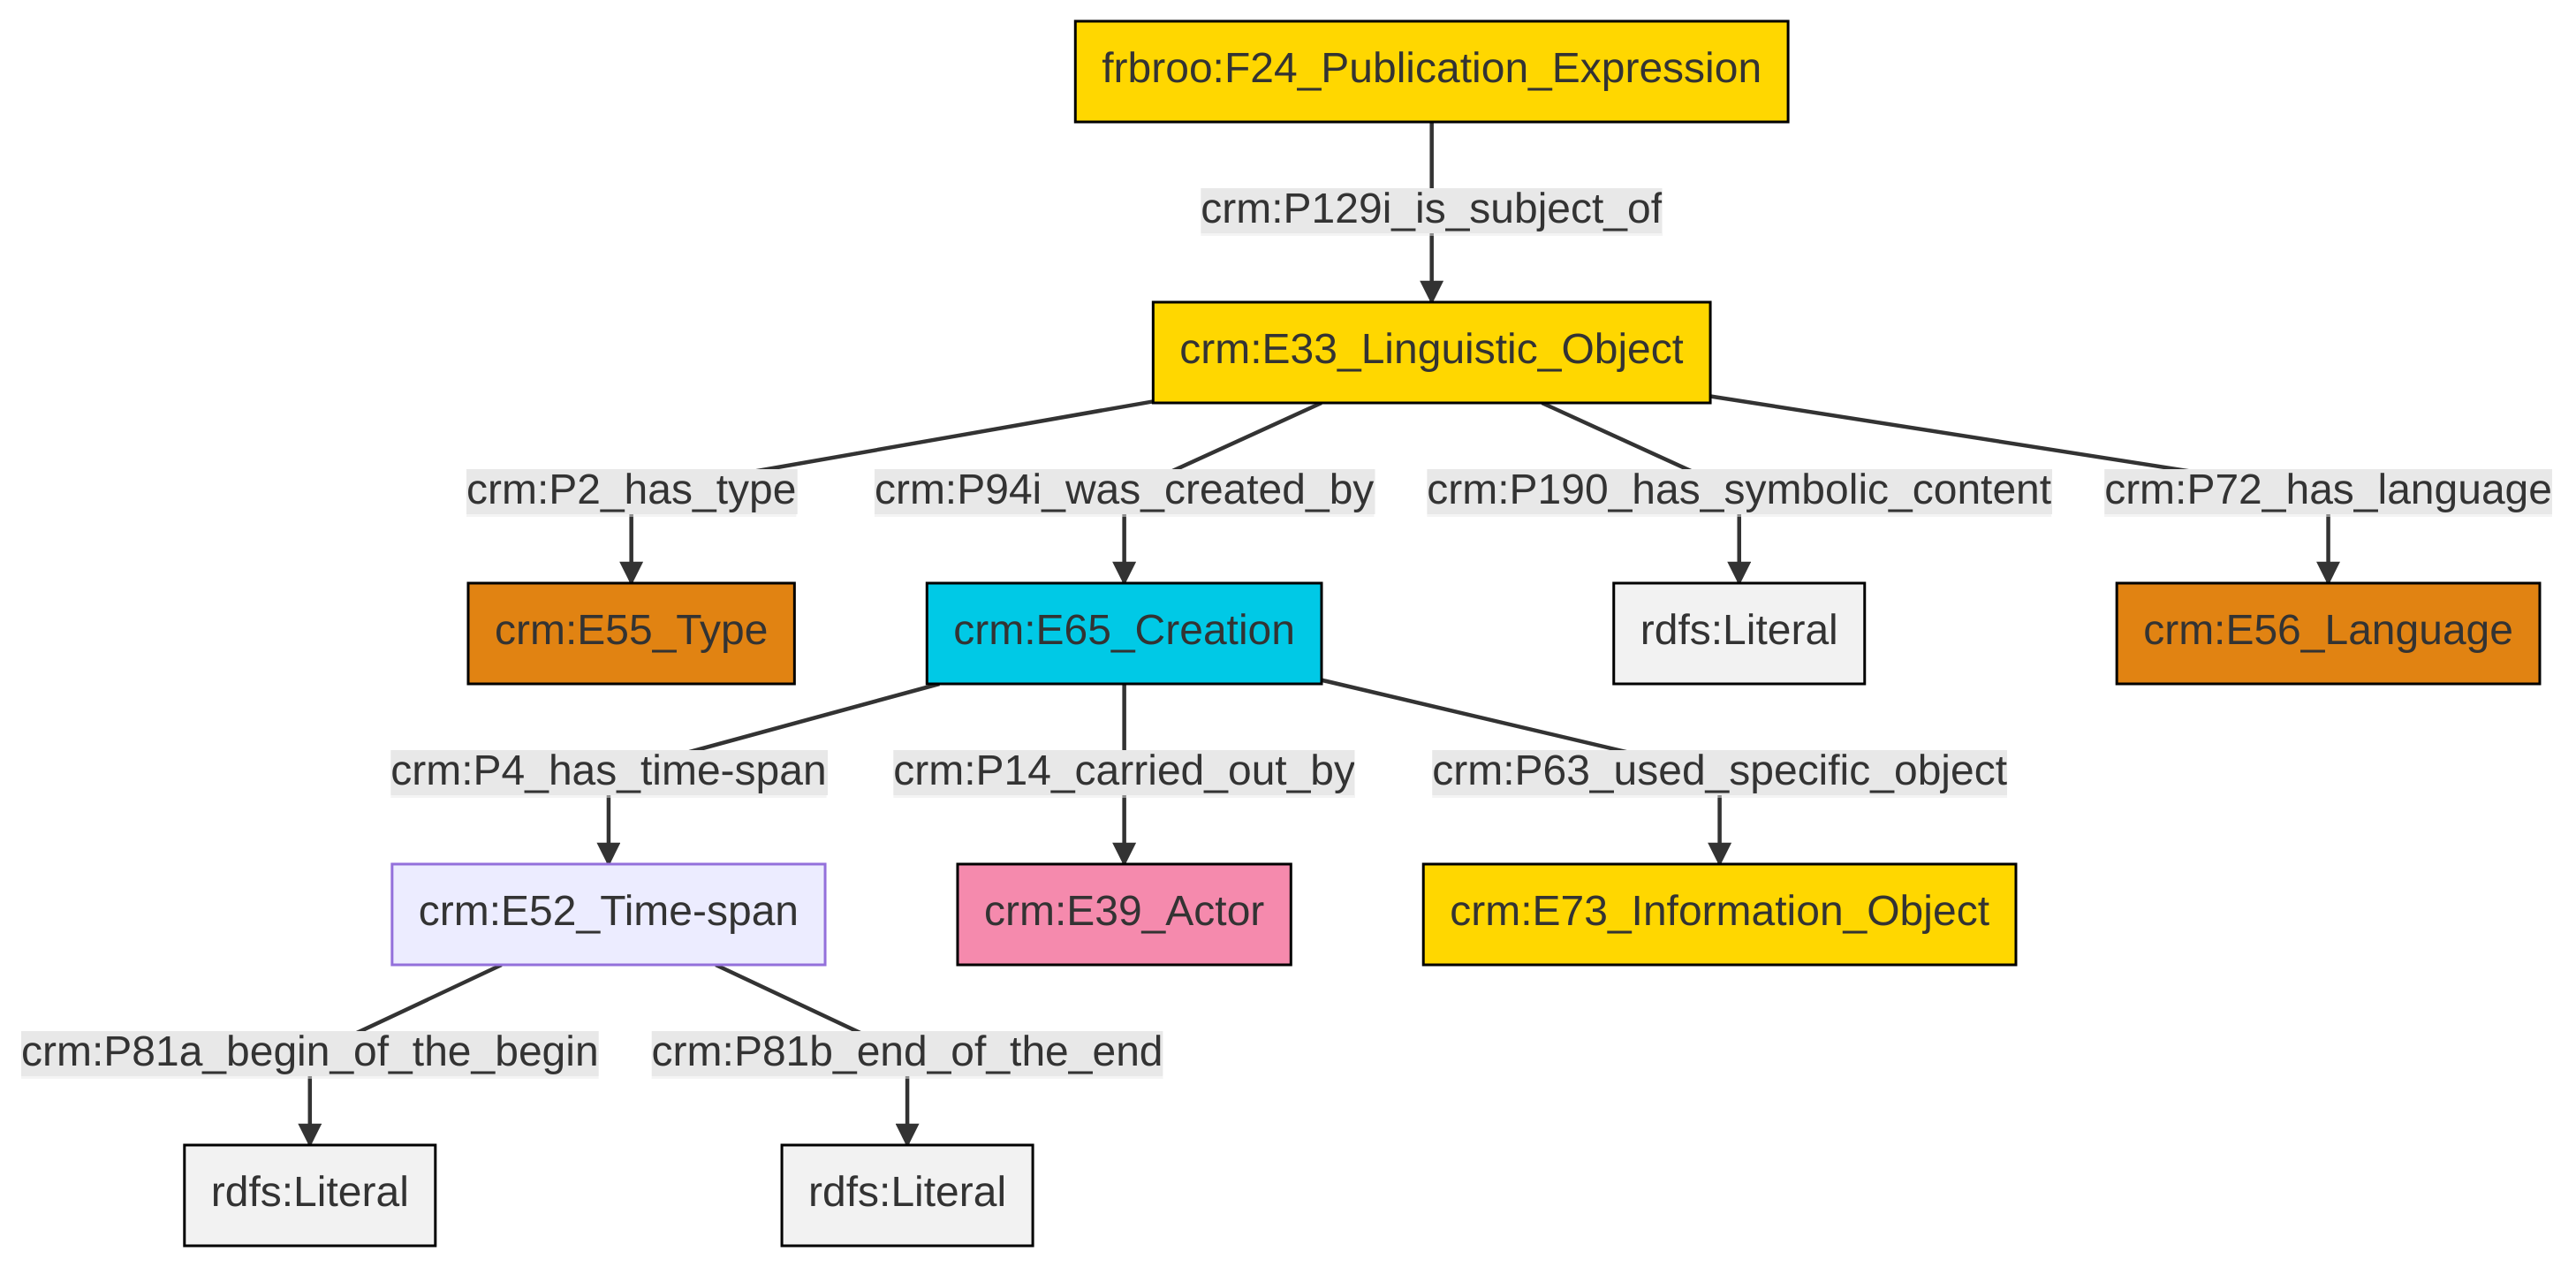 frbroo:F24_Publication_Expression
crm:P129i_is_subject_of
crm:E33_Linguistic_Object
crm:P2_has_type
crm:P94i_was_created_by
crm:P190_has_symbolic_content
crm:P72_has_language
crm:E55_Type
crm:E65_Creation
rdfs:Literal
crm:E56_Language
crm:P4_has_time-span
crm:P14_carried_out_by
crm:P63_used_specific_object
crm:E52_Time-span
crm:E39_Actor
crm:E73_Information_Object
crm:P81a_begin_of_the_begin
crm:P81b_end_of_the_end
rdfs:Literal
rdfs:Literal